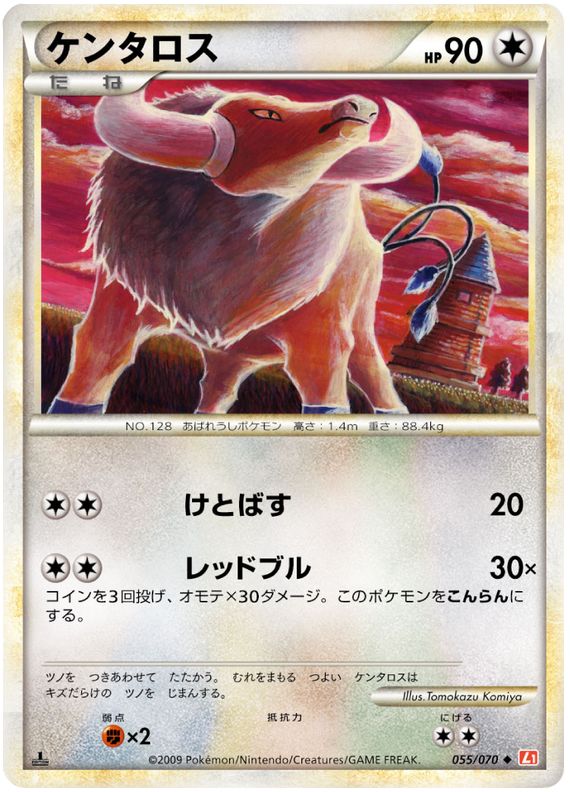 ケンタロス HP90
たね
NO.128 あばれうしポケモン 高さ:1.4m 重さ:88.4kg
けとばす 20
レッドブル 30×
コインを3回投げ、オモテ×30ダメージ。このポケモンをこんらんに
する。
ツノを つきあわせて たたかう。 むれをまもる つよい ケンタロスは
キズだらけの ツノを じまんする。
Illus.Tomokazu Komiya
弱点 抵抗力 にげる
×2
1 EDITION
©2009 Pokémon/Nintendo/Creatures/GAME FREAK.
055/070 ◆ L1